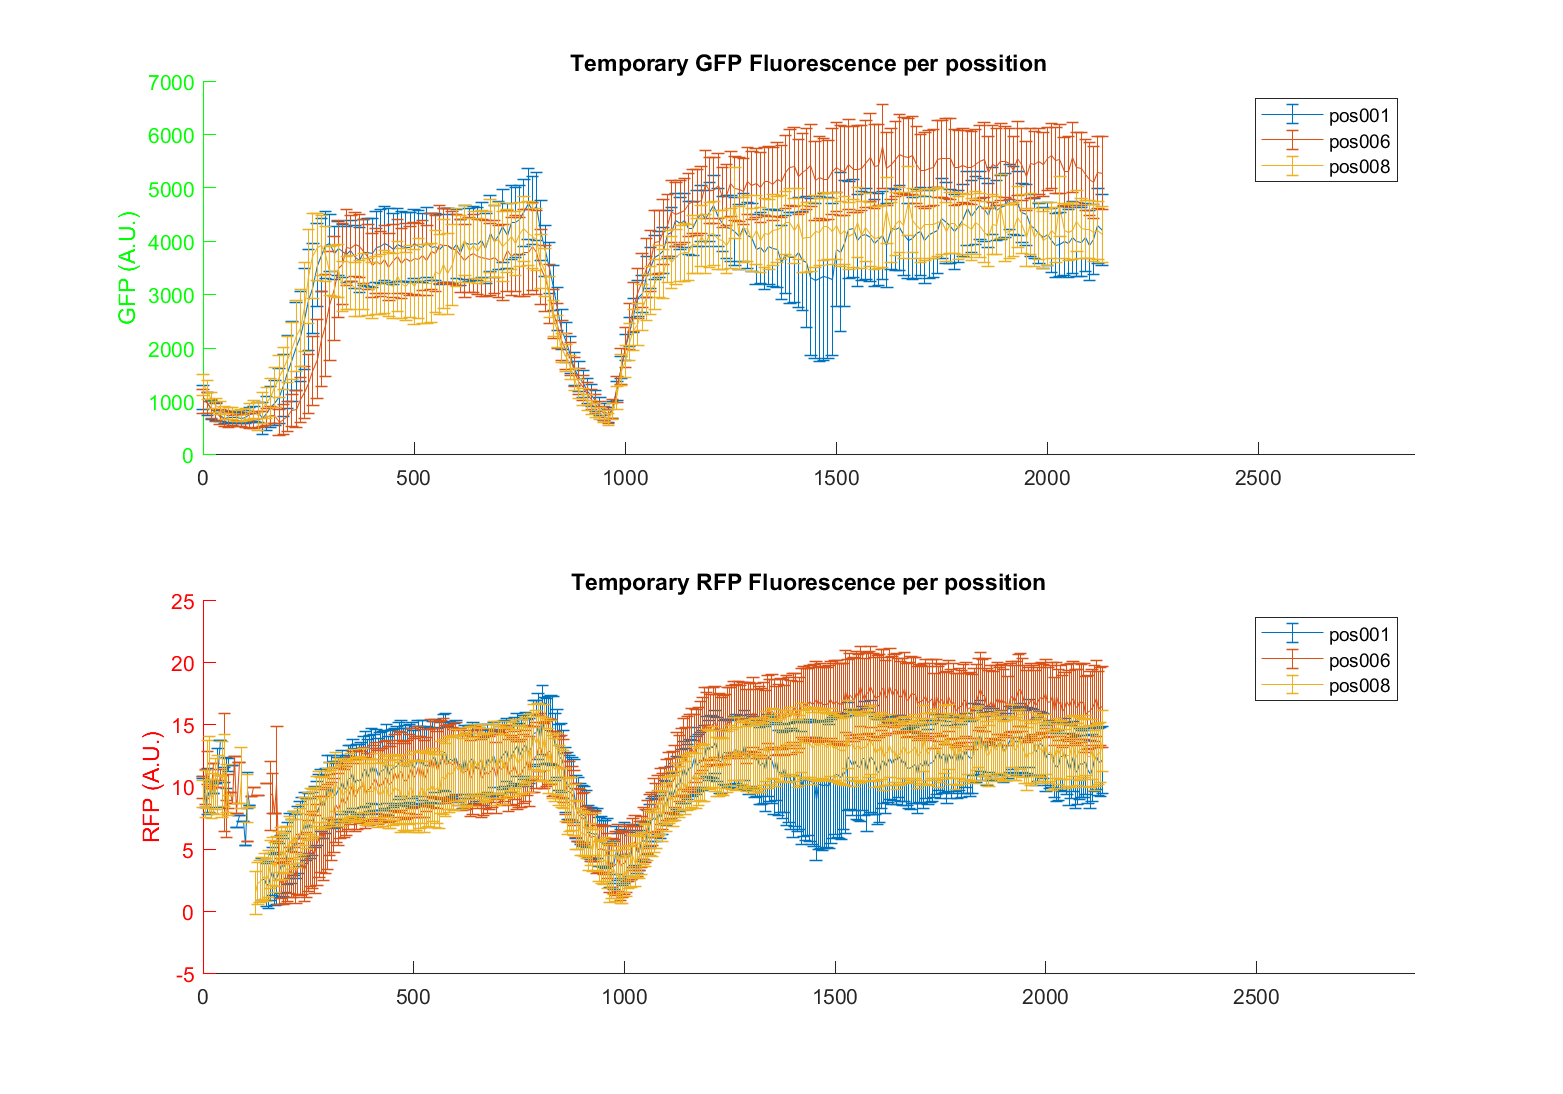 Temporary GFP Fluorescence per possition
GFP (A.U.)
7000
6000
5000
4000
3000
2000
1000
0
0 500 1000 1500 2000 2500
pos001
pos006
pos008
Temporary RFP Fluorescence per possition
RFP (A.U.)
25
20
15
10
5
0
-5
0 500 1000 1500 2000 2500
pos001
pos006
pos008